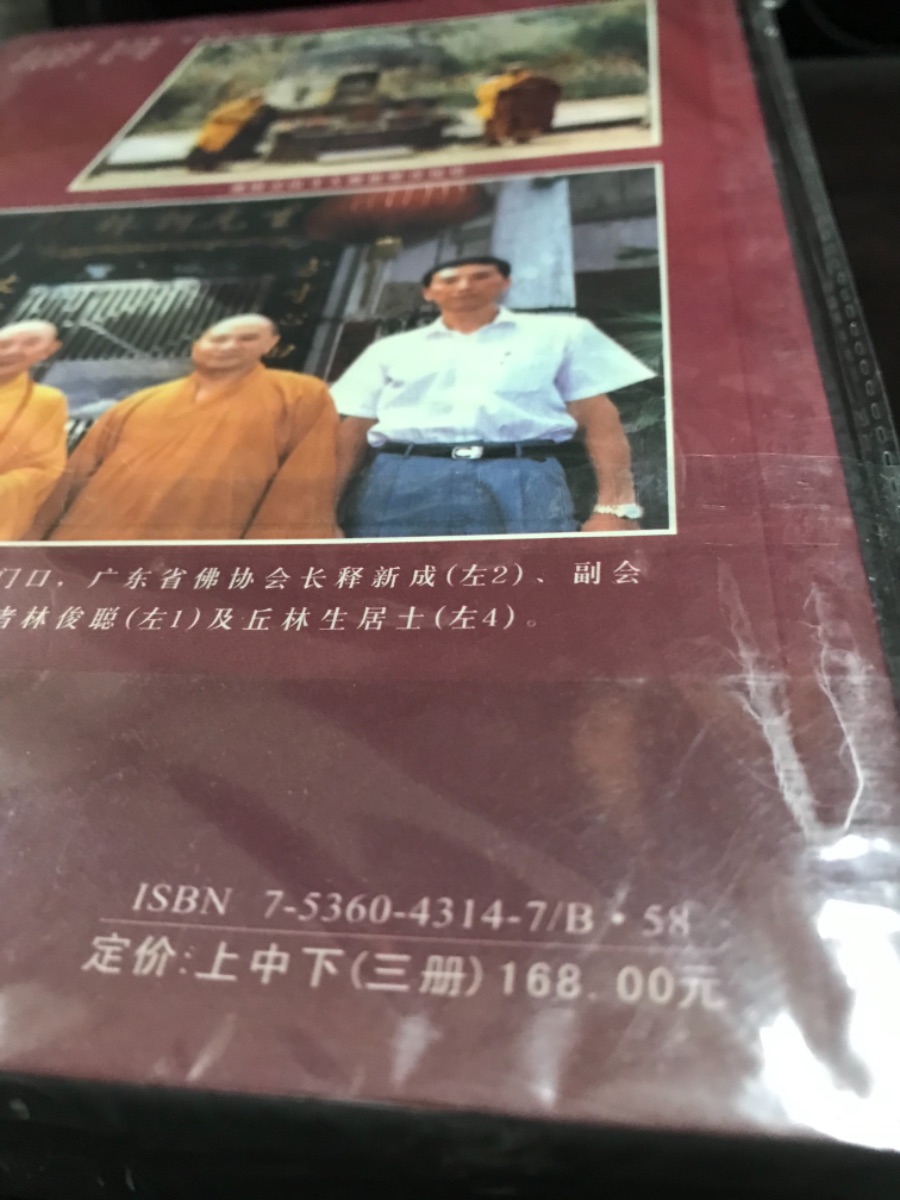 门口，广东省佛协会长释新成(左2)、副会
者林俊聪(左1)及丘林生居士(左4)。
ISBN 7-5360-4314-7/B·58
定价:上中下(三册)168.00元